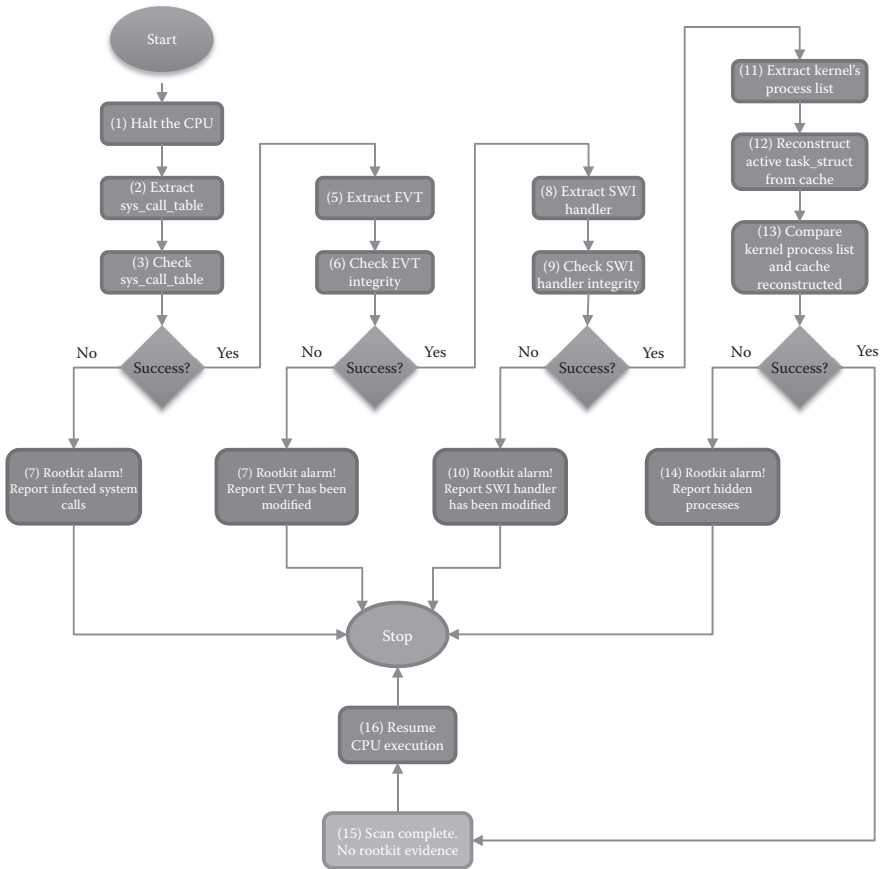 Start
(1) Halt the CPU
(2) Extract
sys_call_table
(3) Check
sys_call_table
Success?
No
Yes
(7) Rootkit alarm!
Report infected system
calls
(5) Extract EVT
(6) Check EVT
integrity
Success?
No
Yes
(7) Rootkit alarm!
Report EVT has been
modified
(8) Extract SWI
handler
(9) Check SWI
handler integrity
Success?
No
Yes
(10) Rootkit alarm!
Report SWI handler
has been modified
(11) Extract kernel's
process list
(12) Reconstruct
active task_struct
from cache
(13) Compare
kernel process list
and cache
reconstructed
Success?
No
Yes
(14) Rootkit alarm!
Report hidden
processes
Stop
(16) Resume
CPU execution
(15) Scan complete.
No rootkit evidence